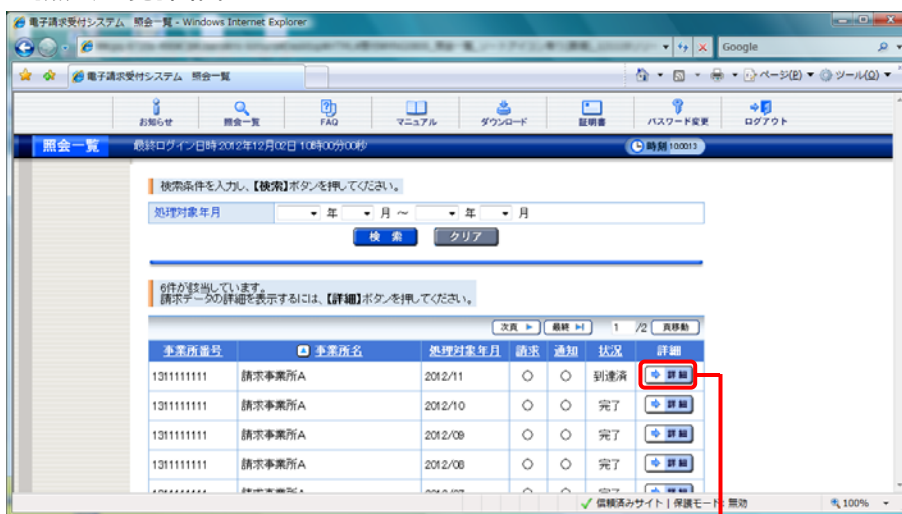 電子請求受付システム 照会一覧 - Windows Internet Explorer
Google
電子請求受付システム 照会一覧
ページ(P) ツール(O)
お知らせ 照会一覧 FAQ マニュアル ダウンロード 証明書 パスワード変更 ログアウト
照会一覧 最終ログイン日時:2012年12月02日 10時00分00秒 時刻 10:00:13
検索条件を入力し、【検索】ボタンを押してください。
処理対象年月 年 月 ~ 年 月
検索 クリア
6件が該当しています。
請求データの詳細を表示するには、【詳細】ボタンを押してください。
次頁 最終 1 /2 頁移動
事業所番号 事業所名 処理対象年月 請求 通知 状況 詳細
1311111111 請求事業所A 2012/11 ○ ○ 到達済 詳細
1311111111 請求事業所A 2012/10 ○ ○ 完了 詳細
1311111111 請求事業所A 2012/09 ○ ○ 完了 詳細
1311111111 請求事業所A 2012/08 ○ ○ 完了 詳細
信頼済みサイト | 保護モード: 無効 100%